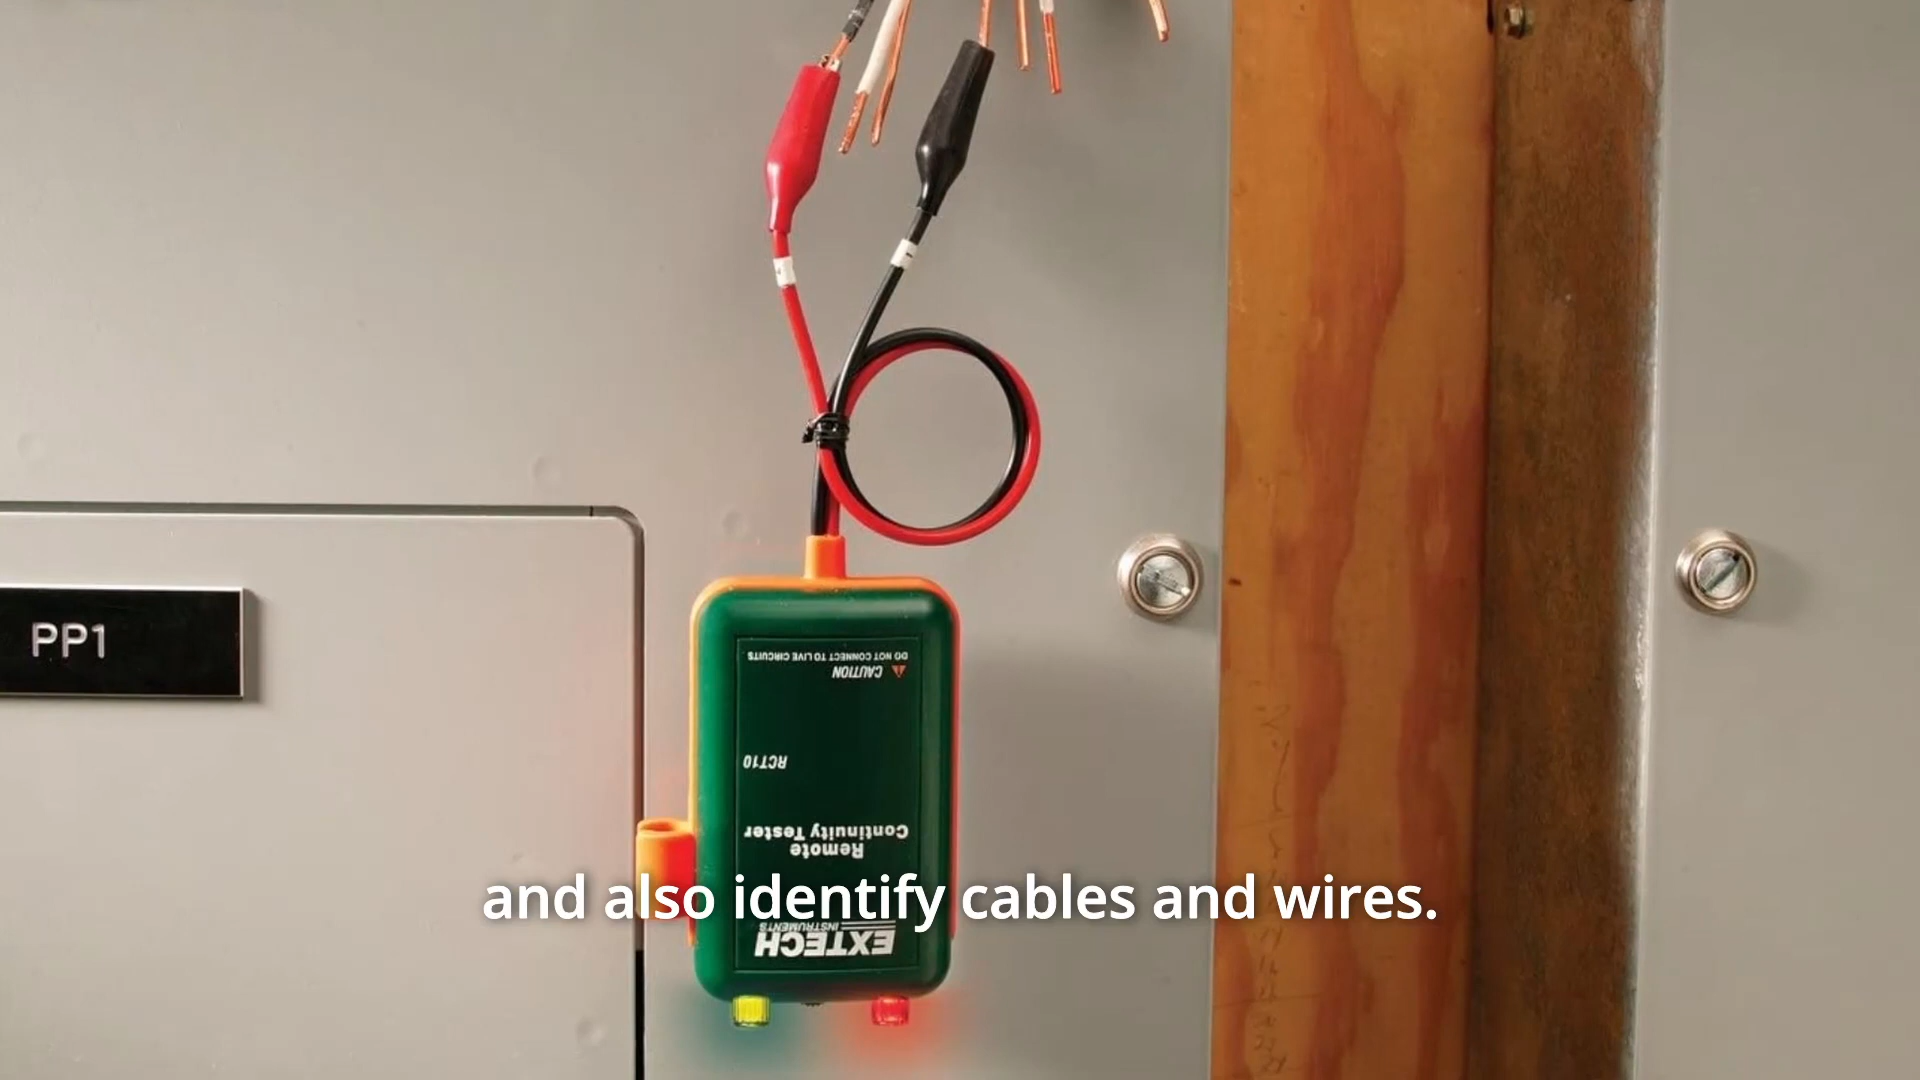 PP1
DO NOT CONNECT TO LIVE CIRCUITS
CAUTION
RCT10
Continuity Tester
Remote
and also identify cables and wires.
INSTRUMENTS
EXTECH